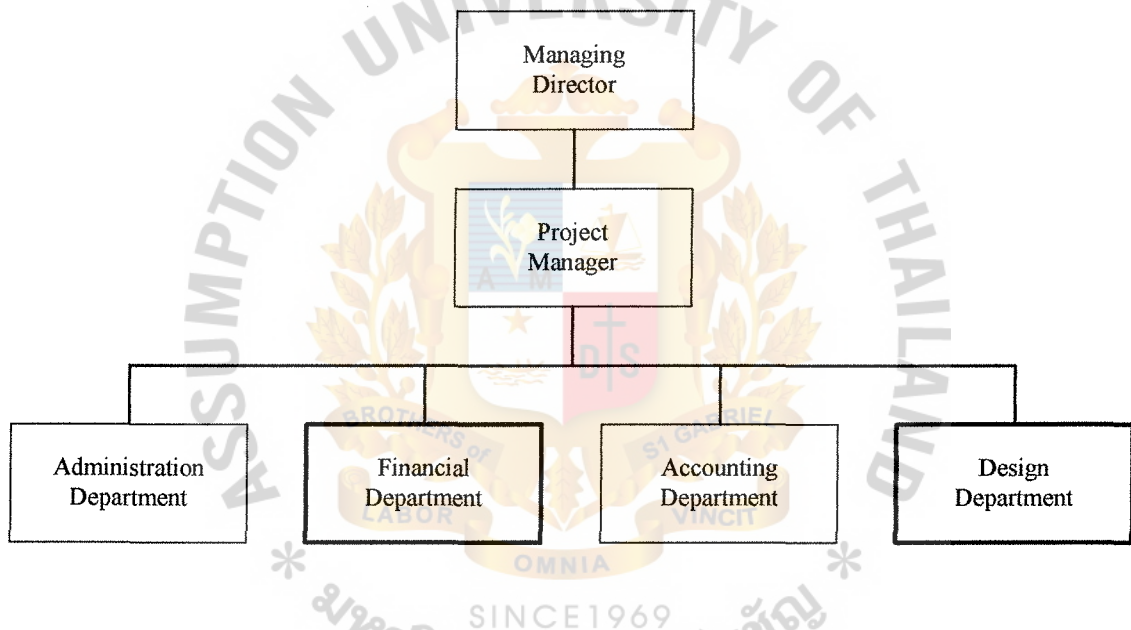 ASSUMPTION UNIVERSITY OF THAILAND
Managing
Director
Project
Manager
A M
D S
BROTHERS of
ST GABRIEL
Administration
Department
Financial
Department
Accounting
Department
Design
Department
LABOR
VINCIT
OMNIA
SINCE1969